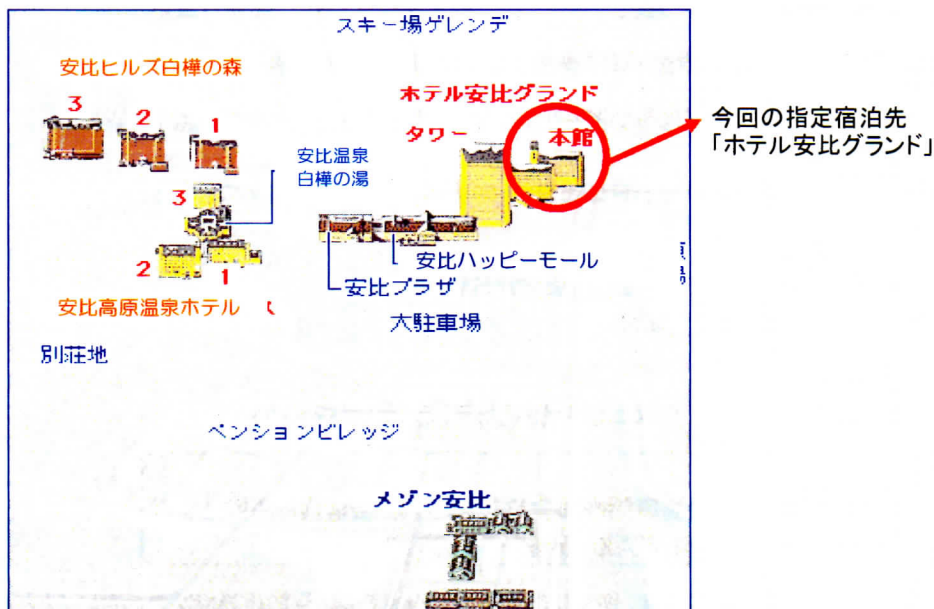 スキー場ゲレンデ
安比ヒルズ白樺の森
3
2
1
ホテル安比グランド
タワー
本館
今回の指定宿泊先
「ホテル安比グランド」
安比温泉
白樺の湯
3
2
1
安比ハッピーモール
安比プラザ
安比高原温泉ホテル
大駐車場
場
別荘地
ペンションビレッジ
メゾン安比